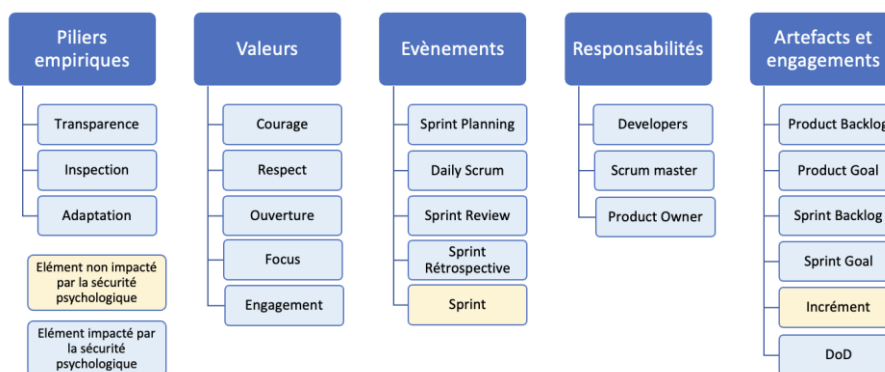 Piliers
empiriques
Transparence
Inspection
Adaptation
Elément non impacté
par la sécurité
psychologique
Elément impacté par
la sécurité
psychologique
Valeurs
Courage
Respect
Ouverture
Focus
Engagement
Evènements
Sprint Planning
Daily Scrum
Sprint Review
Sprint
Rétrospective
Sprint
Responsabilités
Developers
Scrum master
Product Owner
Artefacts et
engagements
Product Backlog
Product Goal
Sprint Backlog
Sprint Goal
Incrément
DoD